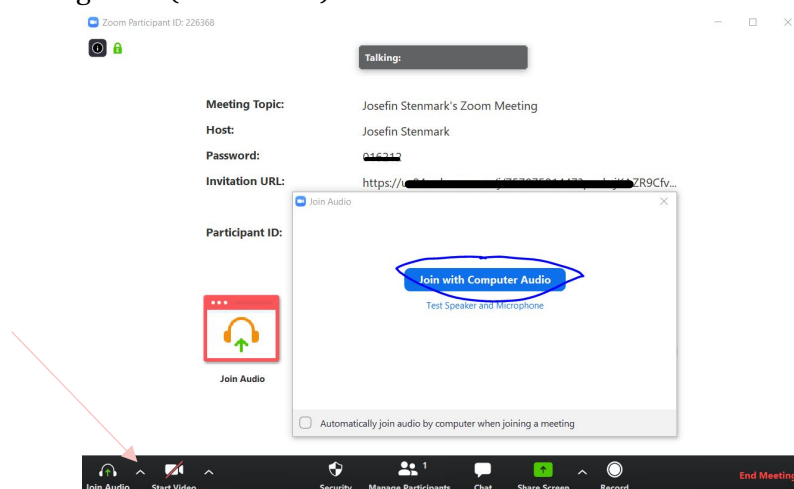 Zoom Participant ID: 226368
Talking:
Meeting Topic: Josefin Stenmark's Zoom Meeting
Host: Josefin Stenmark
Password:
Invitation URL: https://
ZR9Cfv...
Join Audio
Participant ID:
Join with Computer Audio
Test Speaker and Microphone
Join Audio
Automatically join audio by computer when joining a meeting
1
Join Audio Start Video Security Manage Participants Chat Share Screen Record End Meeting